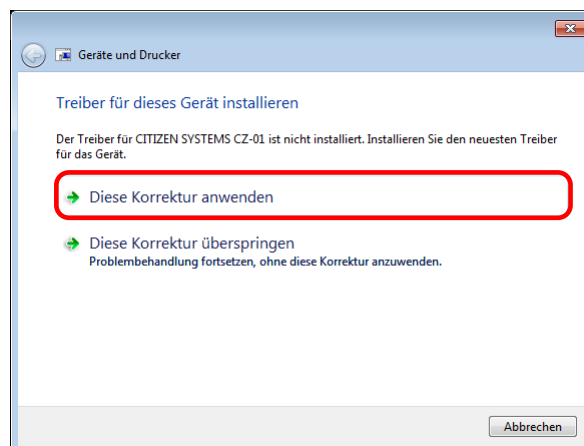 Geräte und Drucker
Treiber für dieses Gerät installieren
Der Treiber für CITIZEN SYSTEMS CZ-01 ist nicht installiert. Installieren Sie den neuesten Treiber
für das Gerät.
Diese Korrektur anwenden
Diese Korrektur überspringen
Problembehandlung fortsetzen, ohne diese Korrektur anzuwenden.
Abbrechen